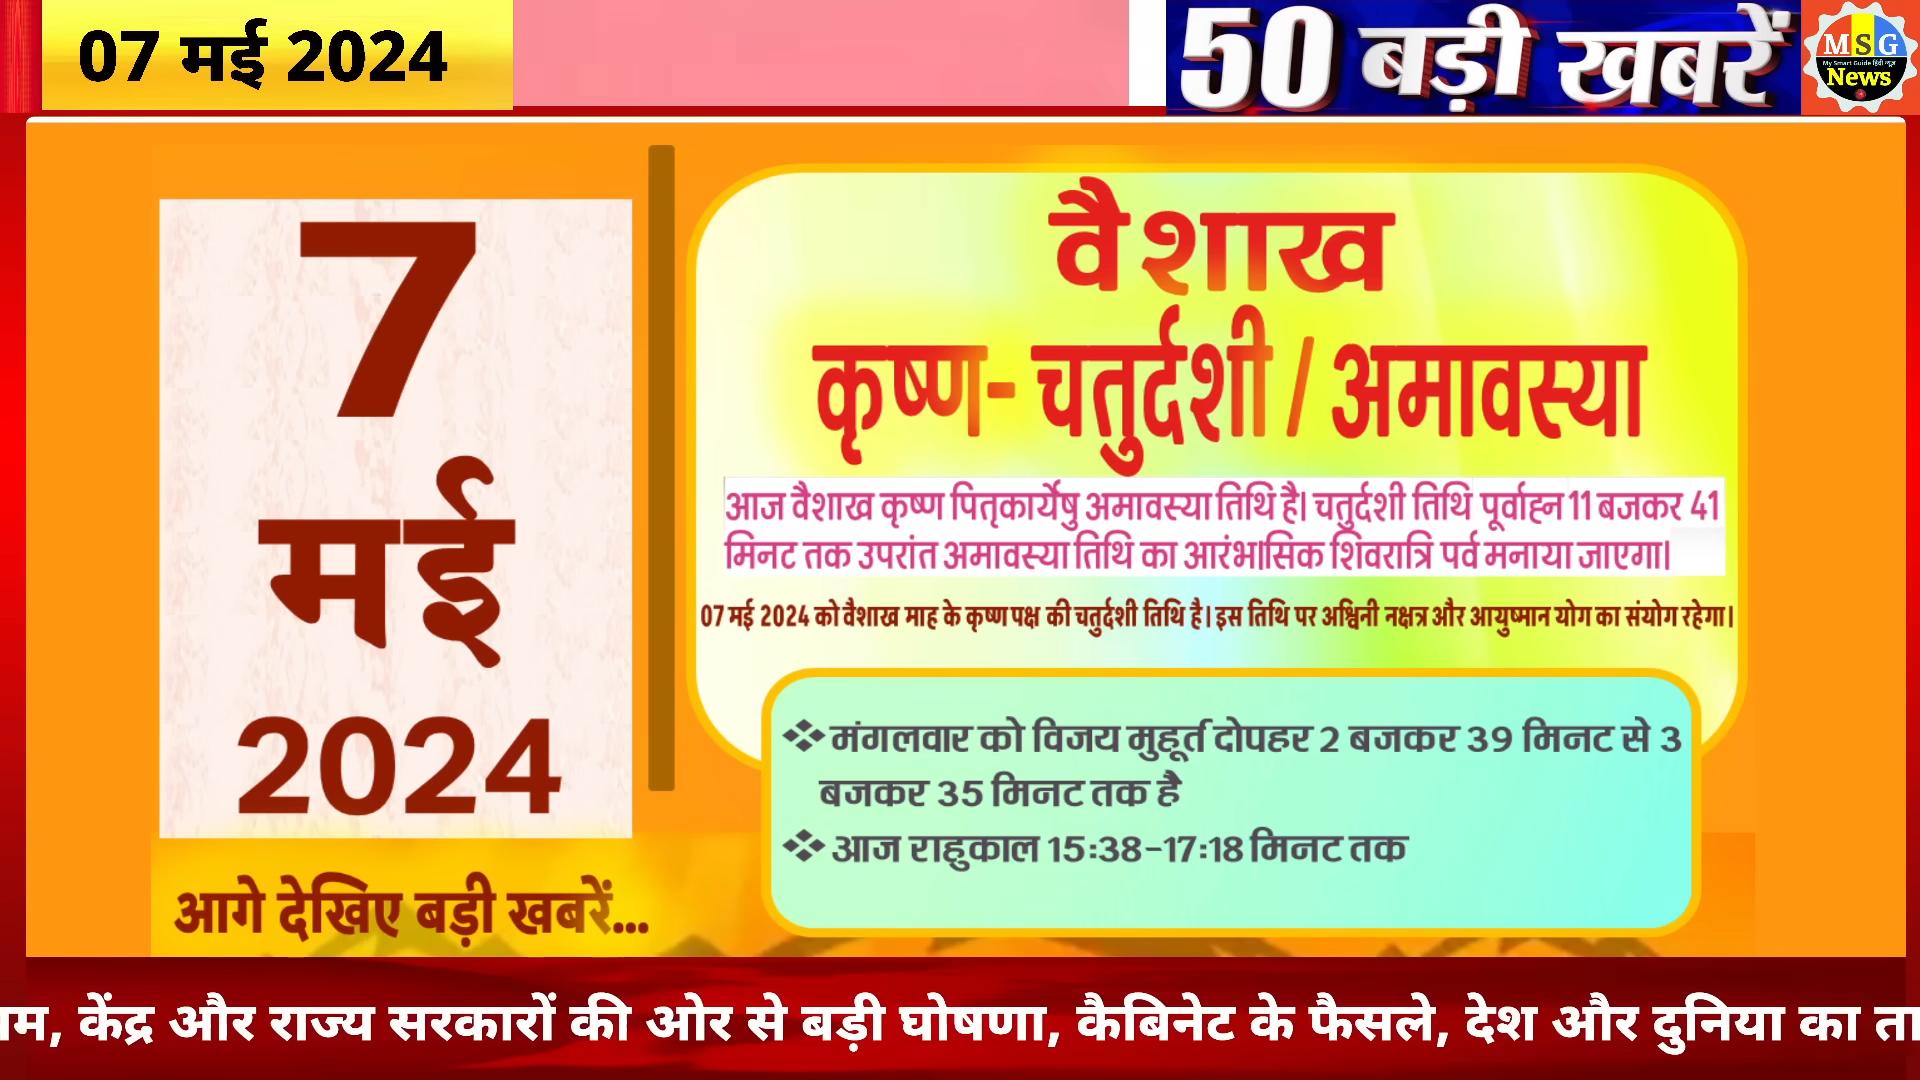 07 मई 2024
50 बड़ी खबरें
MSG
My Smart Guide हिंदी न्यूज़
News
7
मई
2024
आगे देखिए बड़ी खबरें...
वैशाख
कृष्ण- चतुर्दशी / अमावस्या
आज वैशाख कृष्ण पितृकार्येषु अमावस्या तिथि है। चतुर्दशी तिथि पूर्वाह्न 11 बजकर 41
मिनट तक उपरांत अमावस्या तिथि का आरंभ।सिक शिवरात्रि पर्व मनाया जाएगा।
07 मई 2024 को वैशाख माह के कृष्ण पक्ष की चतुर्दशी तिथि है। इस तिथि पर अश्विनी नक्षत्र और आयुष्मान योग का संयोग रहेगा।
❖मंगलवार को विजय मुहूर्त दोपहर 2 बजकर 39 मिनट से 3
बजकर 35 मिनट तक है
❖आज राहुकाल 15:38-17:18 मिनट तक
म, केंद्र और राज्य सरकारों की ओर से बड़ी घोषणा, कैबिनेट के फैसले, देश और दुनिया का ता